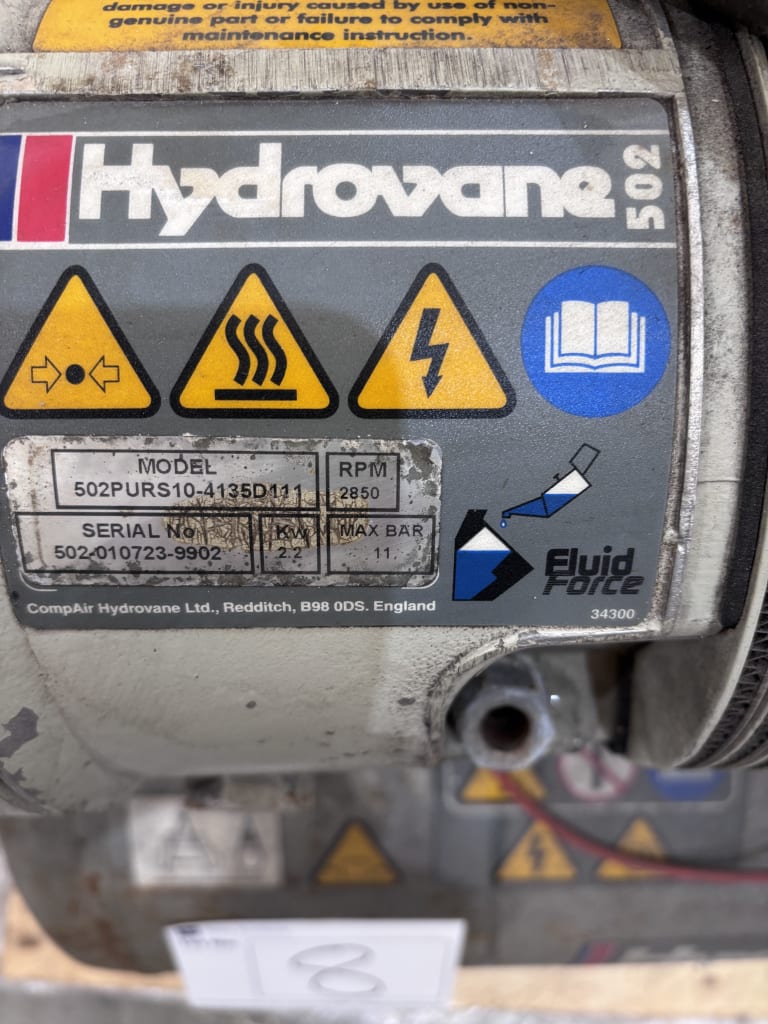 damage or injury caused by use of non-
genuine part or failure to comply with
maintenance instruction.
Hydrovane 502
MODEL
502PURS10-4135D111
RPM
2850
SERIAL No
502-010723-9902
KW
2.2
MAX BAR
11
Fluid
Force
CompAir Hydrovane Ltd., Redditch, B98 0DS. England
34300
8